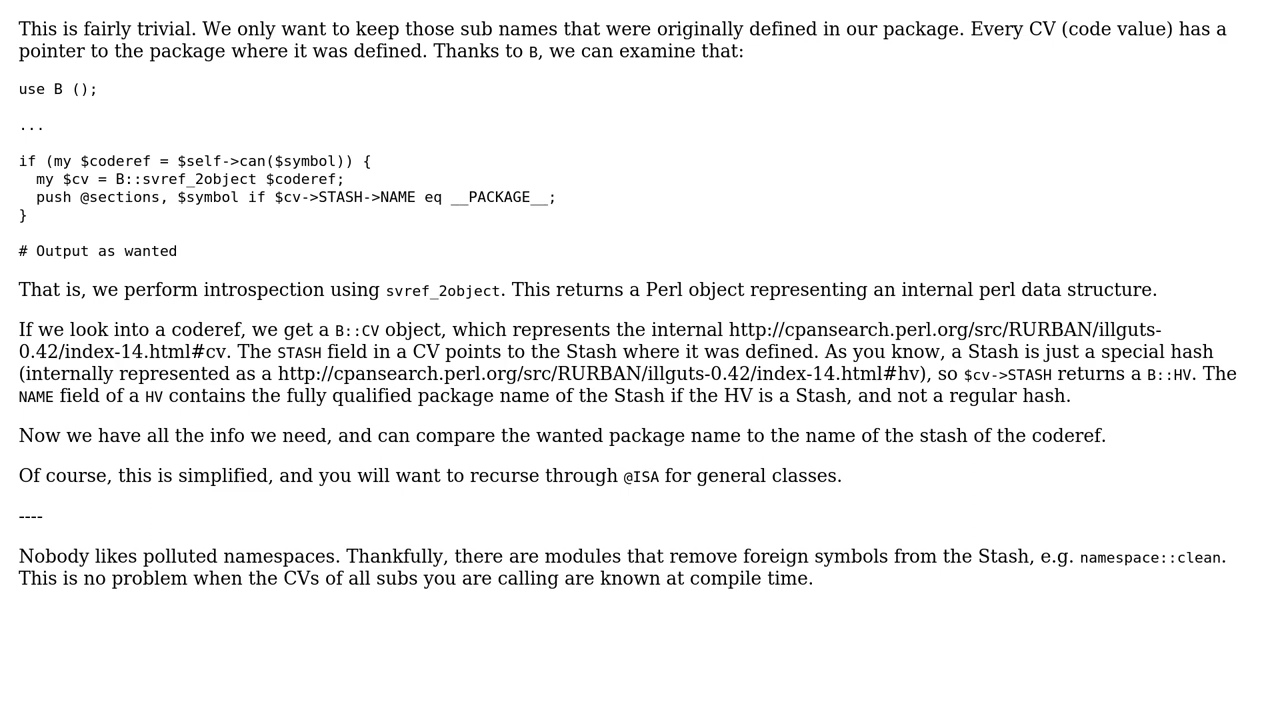 This is fairly trivial. We only want to keep those sub names that were originally defined in our package. Every CV (code value) has a
pointer to the package where it was defined. Thanks to B, we can examine that:
use B ();
...
if (my $coderef = $self->can($symbol)) {
  my $cv = B::svref_2object $coderef;
  push @sections, $symbol if $cv->STASH->NAME eq __PACKAGE__;
}
# Output as wanted
That is, we perform introspection using svref_2object. This returns a Perl object representing an internal perl data structure.
If we look into a coderef, we get a B::CV object, which represents the internal http://cpansearch.perl.org/src/RURBAN/illguts-
0.42/index-14.html#cv. The STASH field in a CV points to the Stash where it was defined. As you know, a Stash is just a special hash
(internally represented as a http://cpansearch.perl.org/src/RURBAN/illguts-0.42/index-14.html#hv), so $cv->STASH returns a B::HV. The
NAME field of a HV contains the fully qualified package name of the Stash if the HV is a Stash, and not a regular hash.
Now we have all the info we need, and can compare the wanted package name to the name of the stash of the coderef.
Of course, this is simplified, and you will want to recurse through @ISA for general classes.
----
Nobody likes polluted namespaces. Thankfully, there are modules that remove foreign symbols from the Stash, e.g. namespace::clean.
This is no problem when the CVs of all subs you are calling are known at compile time.